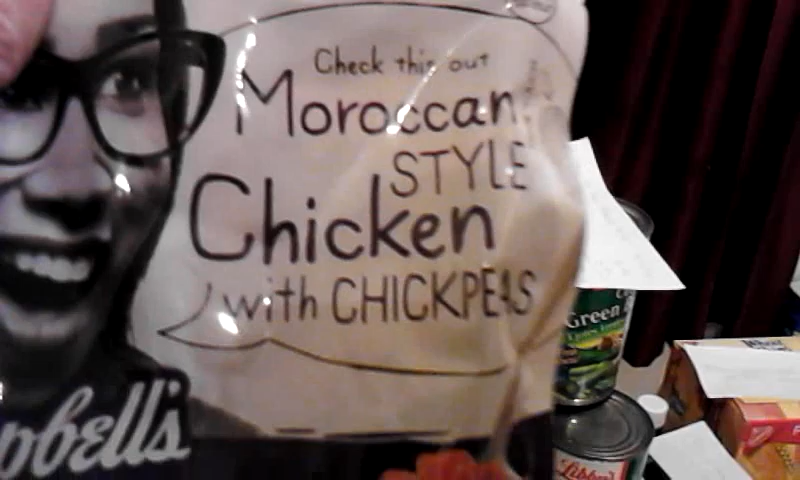 Check this out
Moroccan
STYLE
Chicken
with CHICKPEAS
pbell's
Green
Libby's